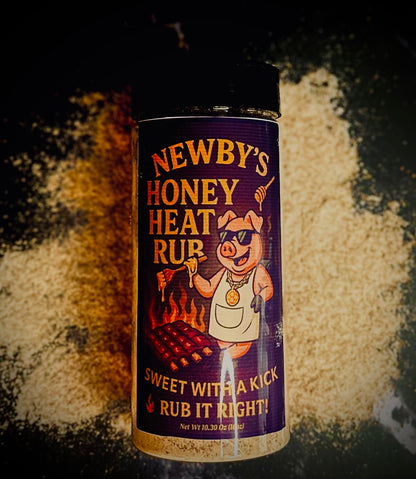 NEWBY'S
HONEY
HEAT
RUB
SWEET WITH A KICK
RUB IT RIGHT!
Net Wt 10.30 Oz